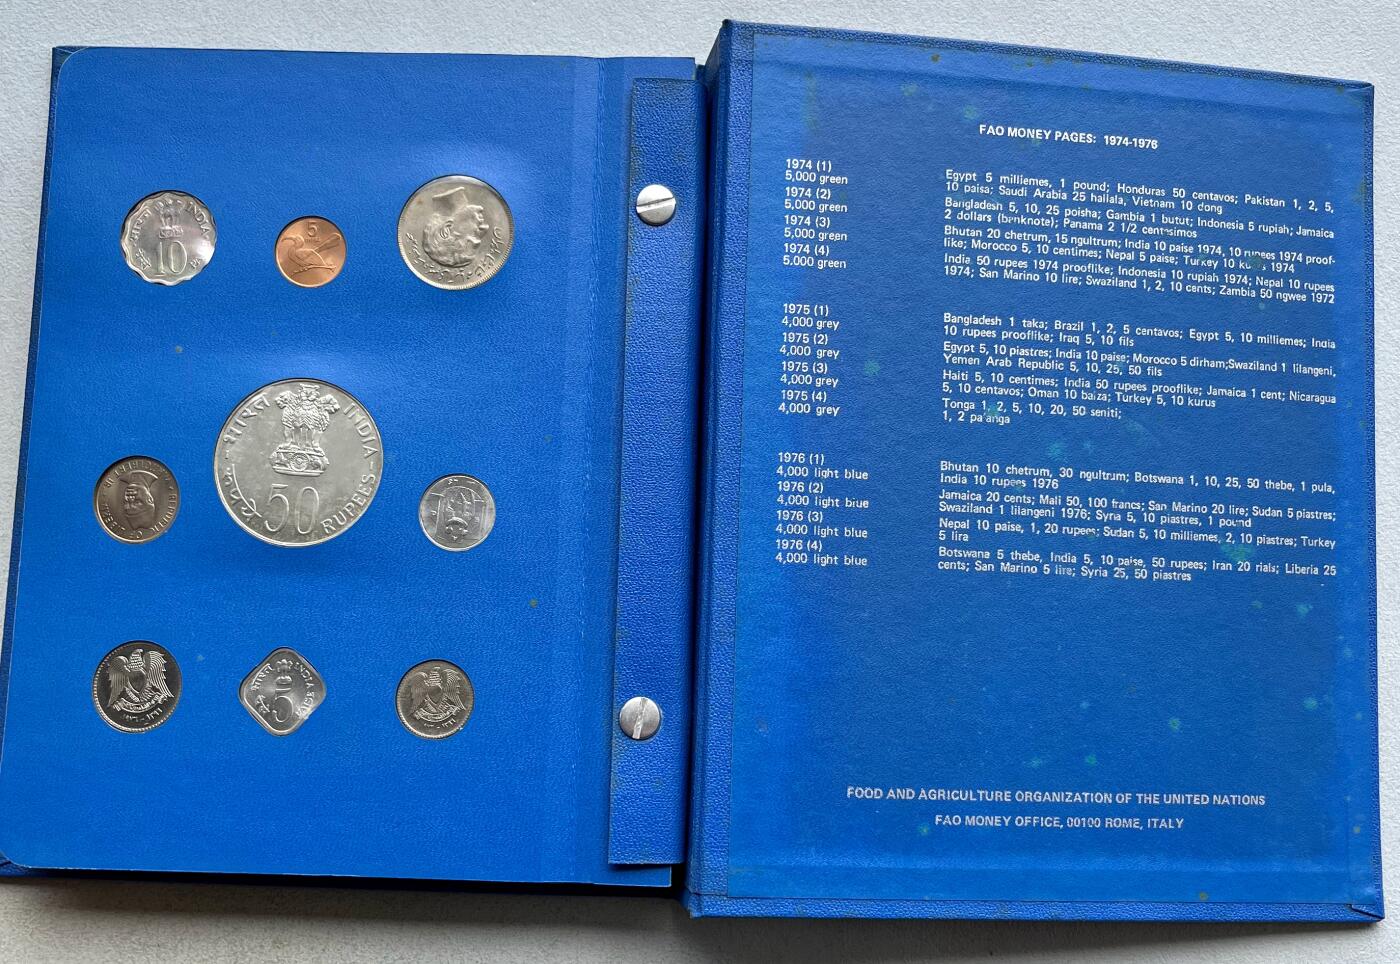 INDIA
10
5
भारत
INDIA
50
रुपये
RUPEES
भारत
INDIA
5
PAISE
FAO MONEY PAGES: 1974-1976
1974 (1)
5,000 green
Egypt 5 milliemes, 1 pound; Honduras 50 centavos; Pakistan 1, 2, 5,
10 paisa; Saudi Arabia 25 hallala, Vietnam 10 dong
1974 (2)
5,000 green
Bangladesh 5, 10, 25 poisha; Gambia 1 butut; Indonesia 5 rupiah; Jamaica
2 dollars (banknote); Panama 2 1/2 centesimos
1974 (3)
5,000 green
Bhutan 20 chetrum, 15 ngultrum; India 10 paise 1974, 10 rupees 1974 proof-
like; Morocco 5, 10 centimes; Nepal 5 paise; Turkey 10 1974
1974 (4)
5.000 green
India 50 rupees 1974 prooflike; Indonesia 10 rupiah 1974; Nepal 10 rupees
1974; San Marino 10 lire; Swaziland 1, 2, 10 cents; Zambia 50 ngwee 1972
1975 (1)
4,000 grey
Bangladesh 1 taka; Brazil 1, 2, 5 centavos; Egypt 5, 10 milliemes; India
10 rupees prooflike; Iraq 5, 10 fils
1975 (2)
4,000 grey
Egypt 5, 10 piastres; India 10 paise; Morocco 5 dirham;Swaziland 1 lilangeni,
Yemen Arab Republic 5, 10, 25, 50 fils
1975 (3)
4,000 grey
Haiti 5, 10 centimes; India 50 rupees prooflike; Jamaica 1 cent; Nicaragua
5, 10 centavos; Oman 10 baiza; Turkey 5, 10 kurus
1975 (4)
4,000 grey
Tonga 1, 2, 5, 10, 20, 50 seniti;
1, 2 pa'anga
1976 (1)
4,000 light blue
Bhutan 10 chetrum, 30 ngultrum; Botswana 1, 10, 25, 50 thebe, 1 pula,
India 10 rupees 1976
1976 (2)
4,000 light blue
Jamaica 20 cents; Mali 50, 100 francs; San Marino 20 lire; Sudan 5 piastres;
Swaziland 1 lilangeni 1976; Syria 5, 10 piastres, 1 pound
1976 (3)
4,000 light blue
Nepal 10 paise, 1, 20 rupees; Sudan 5, 10 milliemes, 2, 10 piastres; Turkey
5 lira
1976 (4)
4,000 light blue
Botswana 5 thebe, India 5, 10 paise, 50 rupees; Iran 20 rials; Liberia 25
cents; San Marino 5 lire; Syria 25, 50 piastres
FOOD AND AGRICULTURE ORGANIZATION OF THE UNITED NATIONS
FAO MONEY OFFICE, 00100 ROME, ITALY